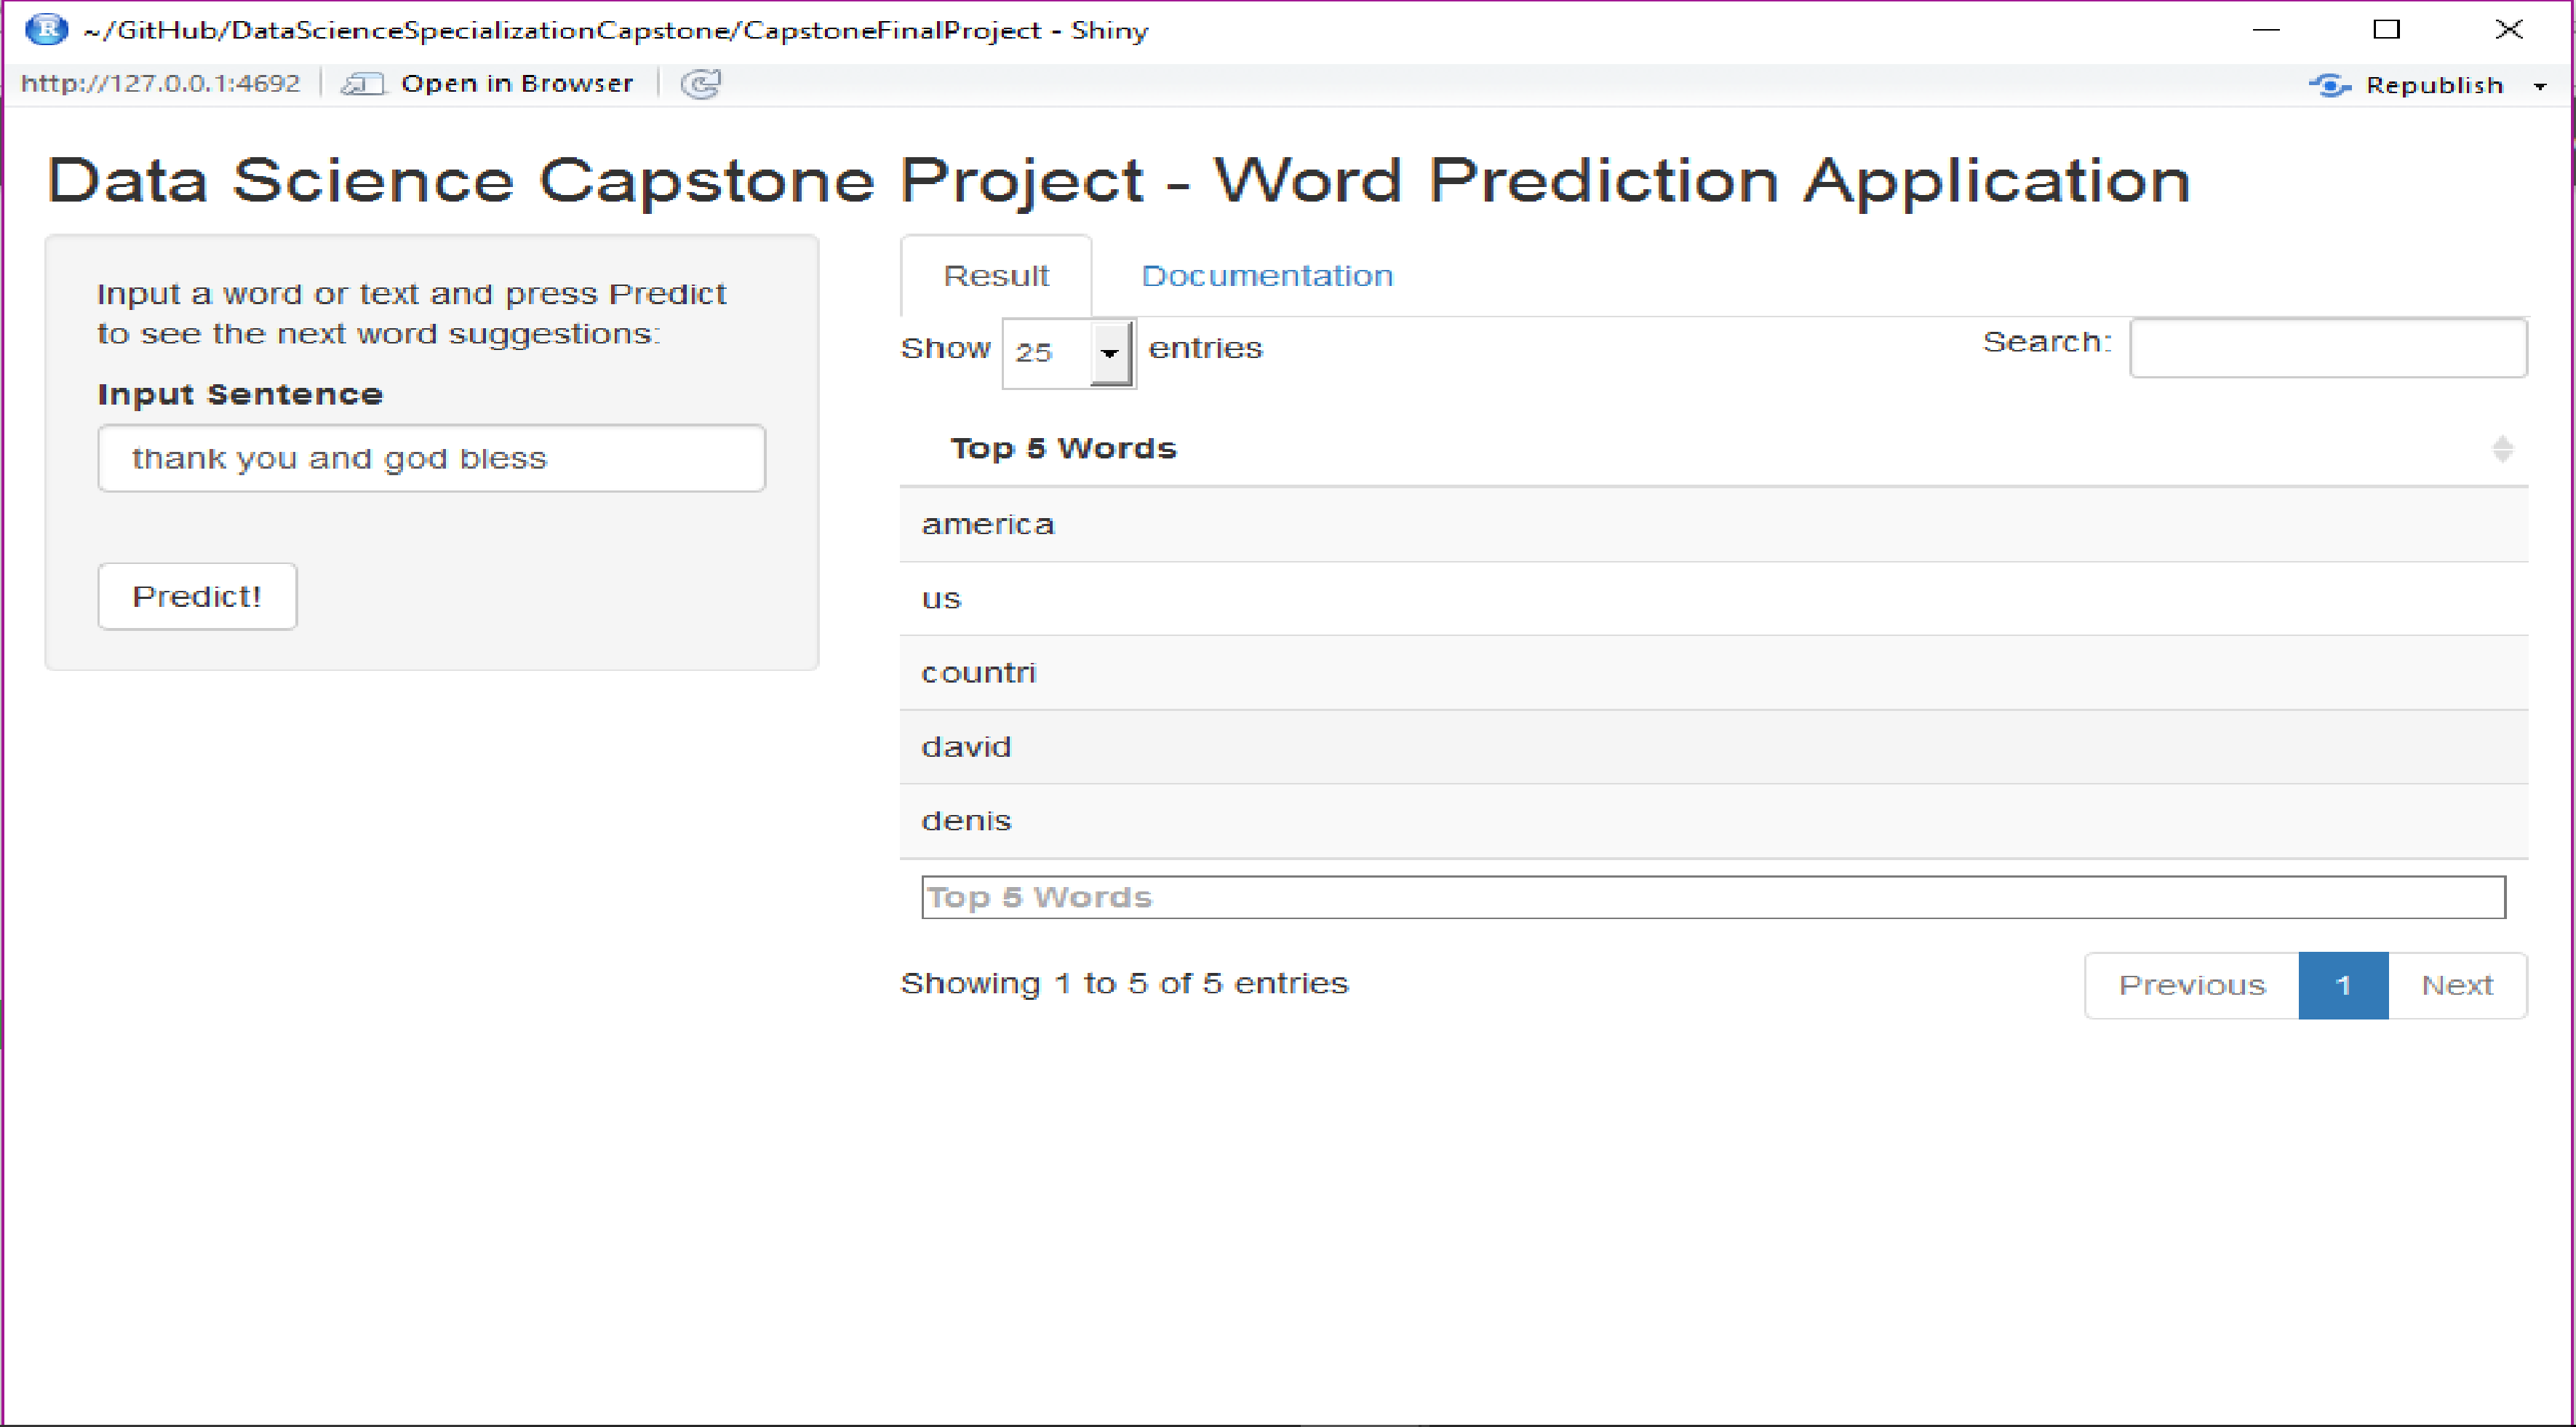 ~/GitHub/DataScienceSpecializationCapstone/CapstoneFinalProject - Shiny
http://127.0.0.1:4692 Open in Browser Republish
Data Science Capstone Project - Word Prediction Application
Input a word or text and press Predict
to see the next word suggestions:
Input Sentence
thank you and god bless
Predict!
Result Documentation
Show 25 entries Search:
Top 5 Words
america
us
countri
david
denis
Top 5 Words
Showing 1 to 5 of 5 entries Previous 1 Next